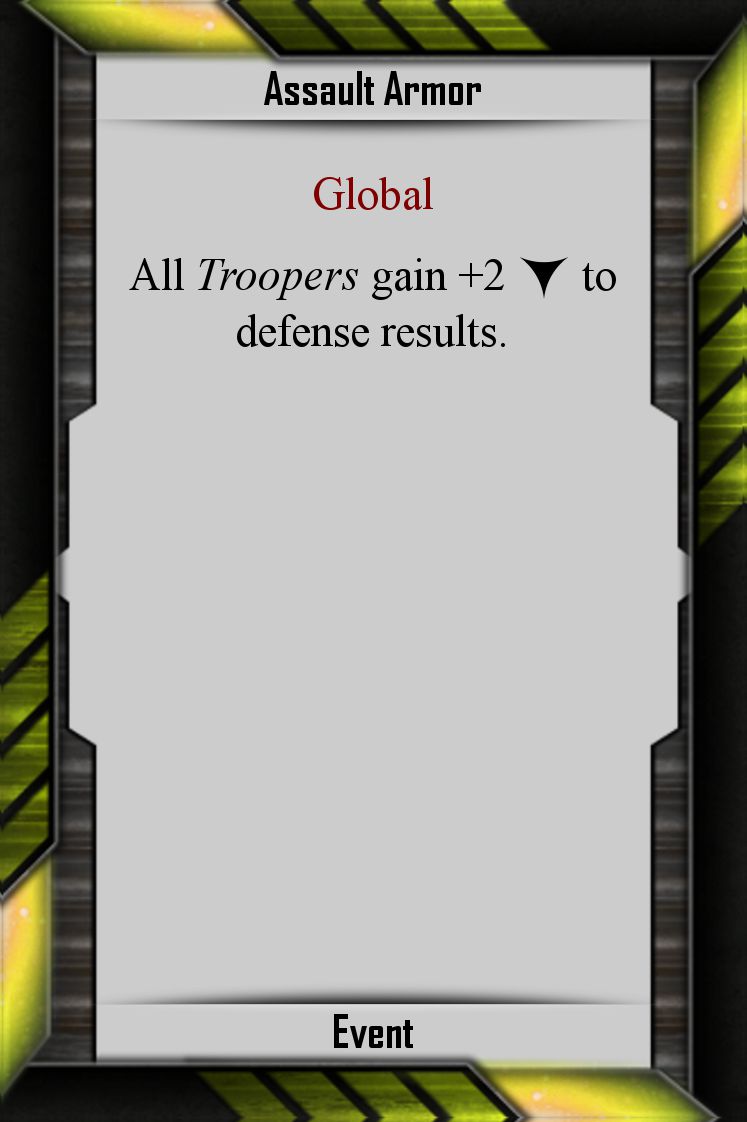 Assault Armor
Global
All Troopers gain +2 ▼ to
defense results.
Event